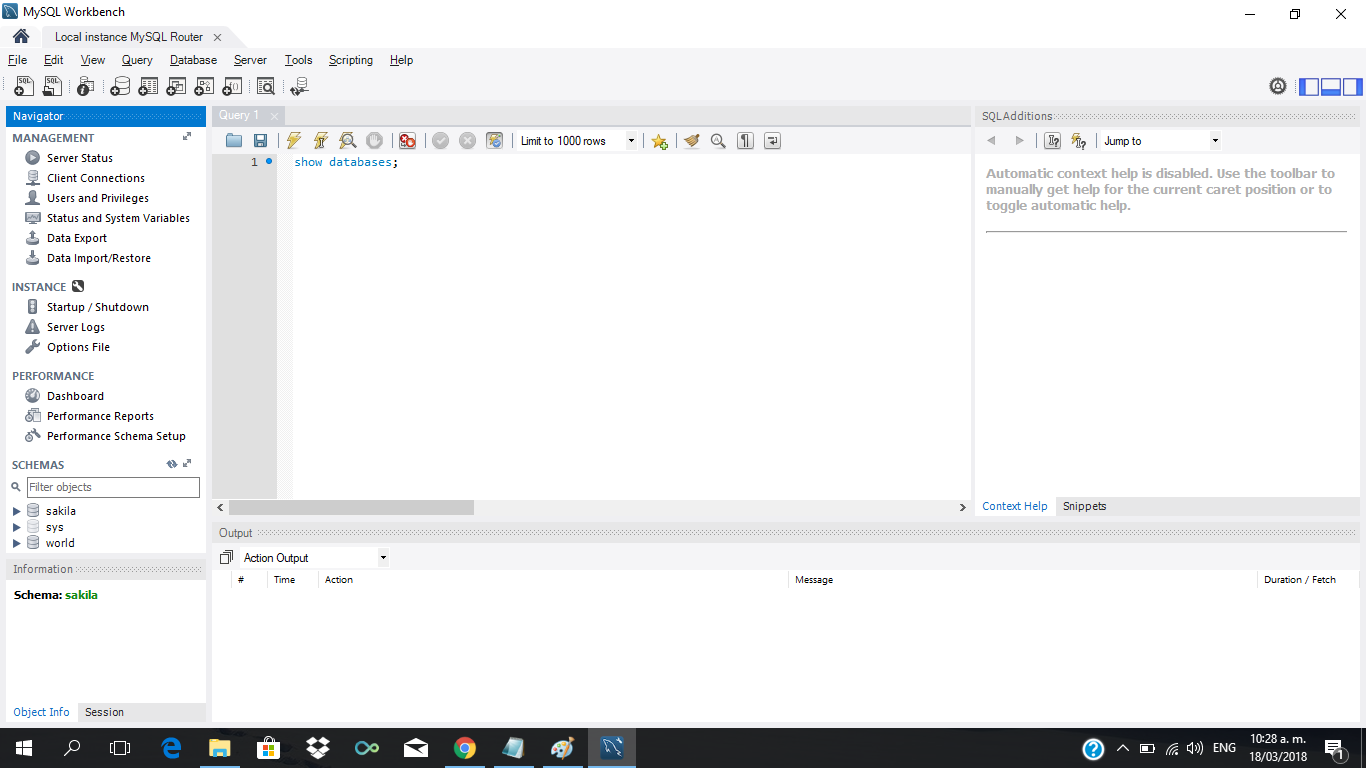 MySQL Workbench
Local instance MySQL Router
File Edit View Query Database Server Tools Scripting Help
Navigator
MANAGEMENT
Server Status
Client Connections
Users and Privileges
Status and System Variables
Data Export
Data Import/Restore
INSTANCE
Startup / Shutdown
Server Logs
Options File
PERFORMANCE
Dashboard
Performance Reports
Performance Schema Setup
SCHEMAS
Filter objects
sakila
sys
world
Information
Schema: sakila
Object Info Session
Query 1
Limit to 1000 rows
1 show databases;
SQLAdditions
Jump to
Automatic context help is disabled. Use the toolbar to
manually get help for the current caret position or to
toggle automatic help.
Context Help Snippets
Output
Action Output
# Time Action Message Duration / Fetch
ENG
10:28 a. m.
18/03/2018
1